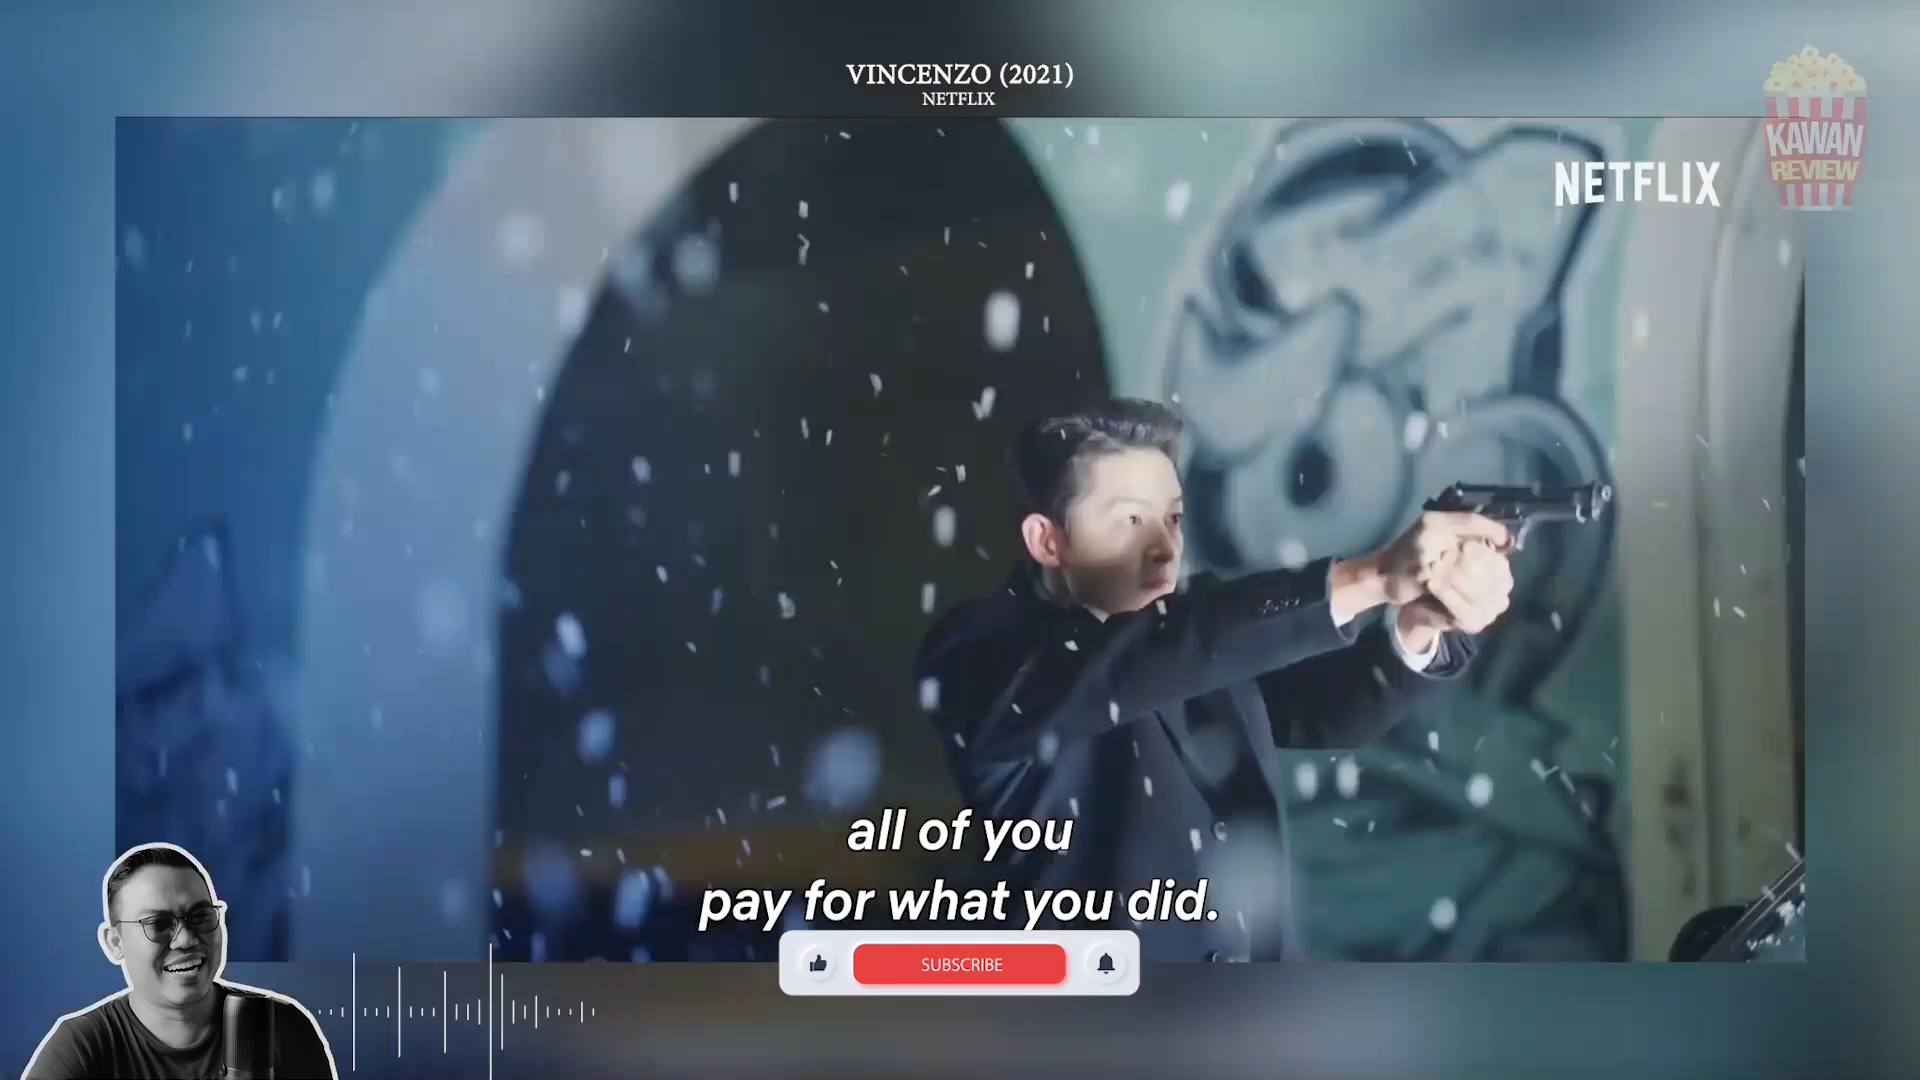 VINCENZO (2021)
NETFLIX
KAWAN
REVIEW
NETFLIX
all of you
pay for what you did.
SUBSCRIBE